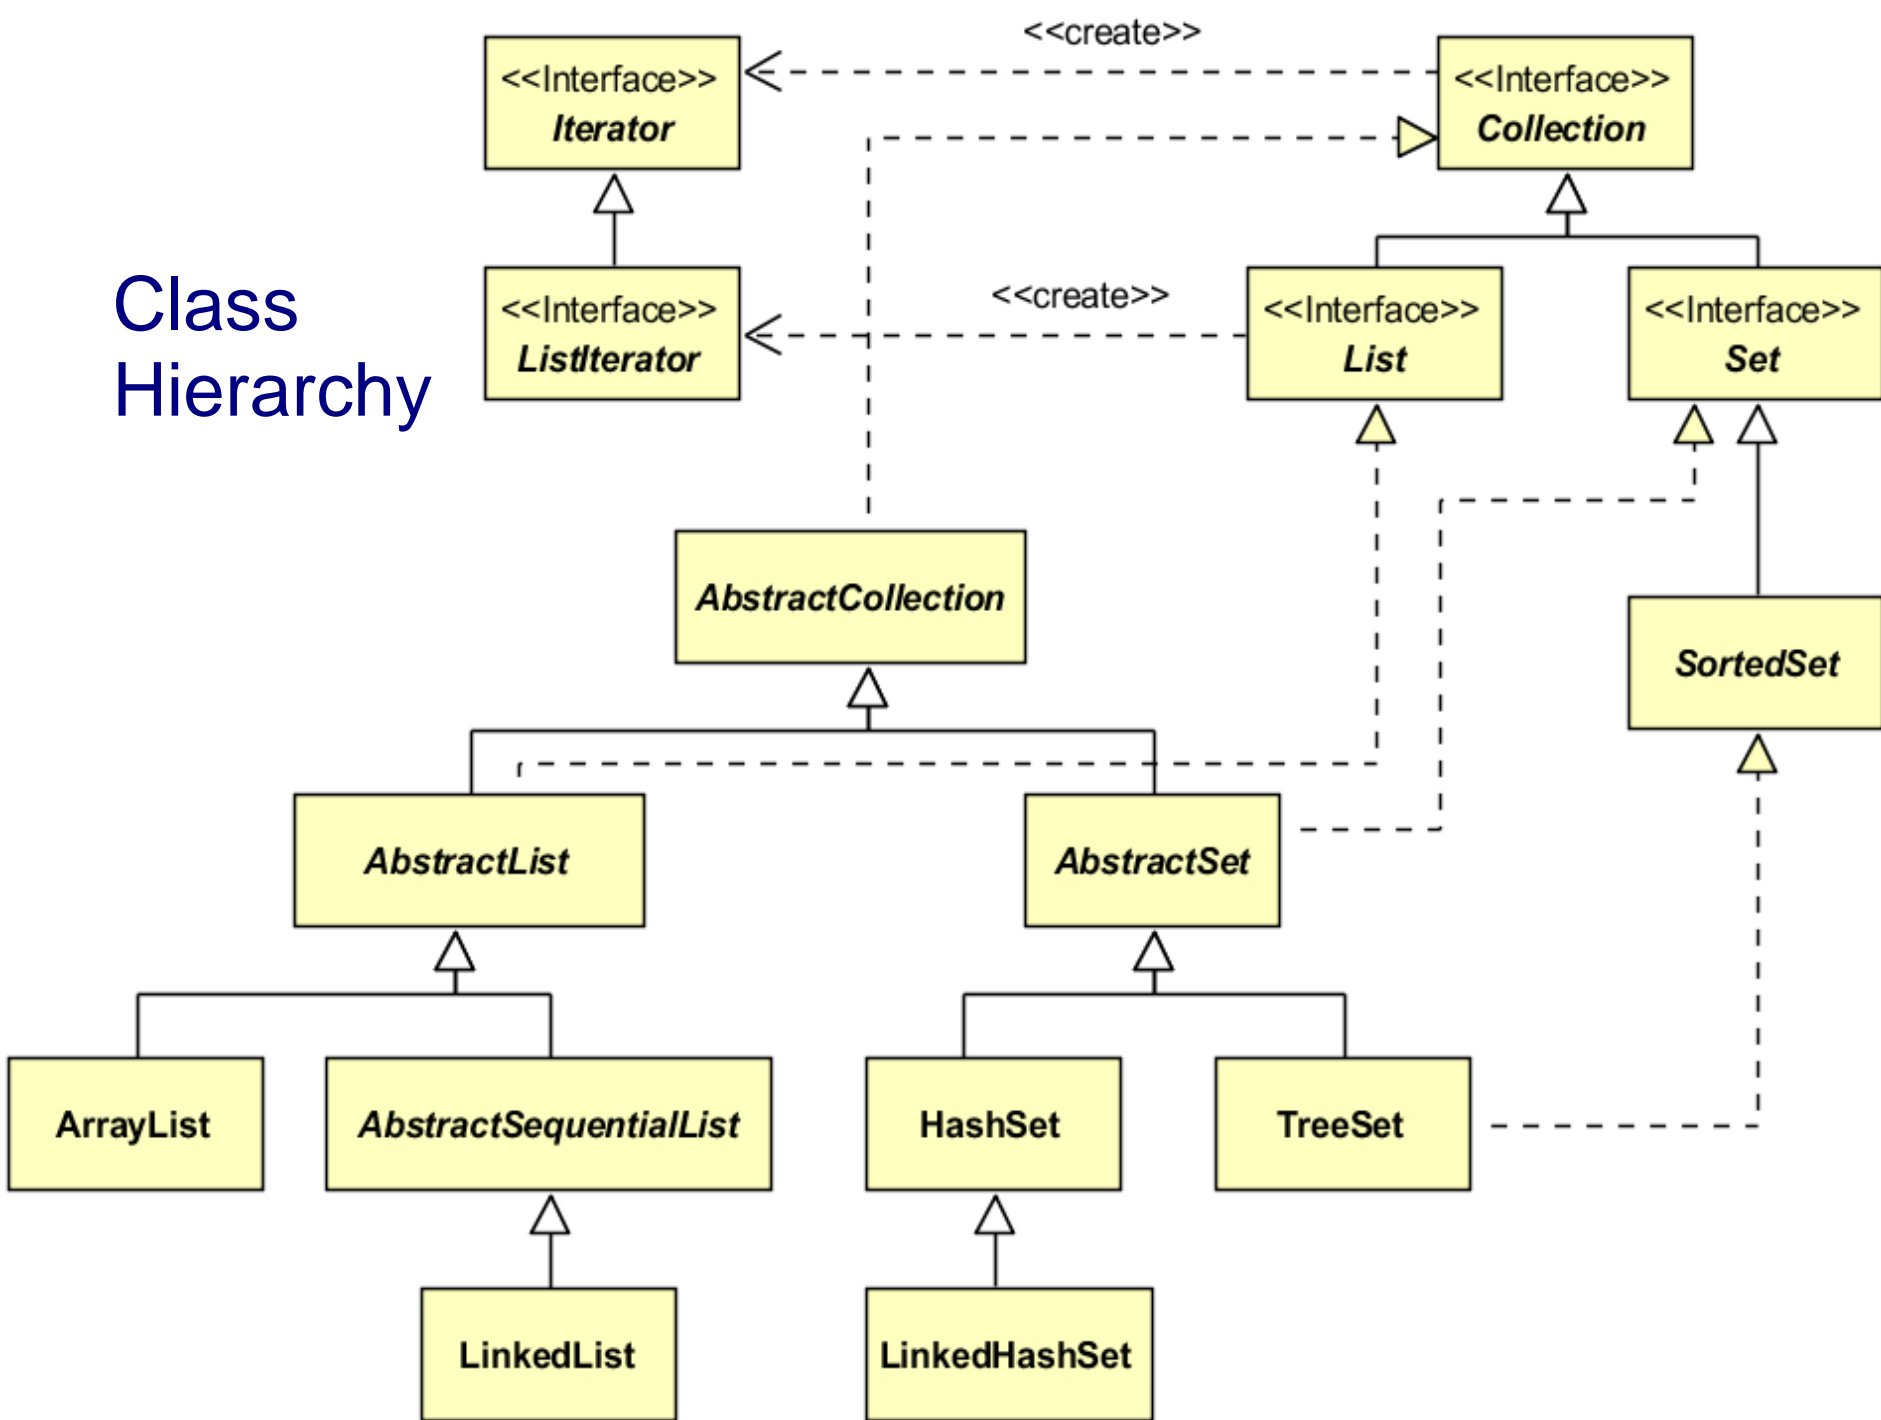 <<create>>
<<Interface>>
Iterator
<<Interface>>
Collection
Class
Hierarchy
<<Interface>>
ListIterator
<<create>>
<<Interface>>
List
<<Interface>>
Set
AbstractCollection
SortedSet
AbstractList
AbstractSet
ArrayList
AbstractSequentialList
HashSet
TreeSet
LinkedList
LinkedHashSet